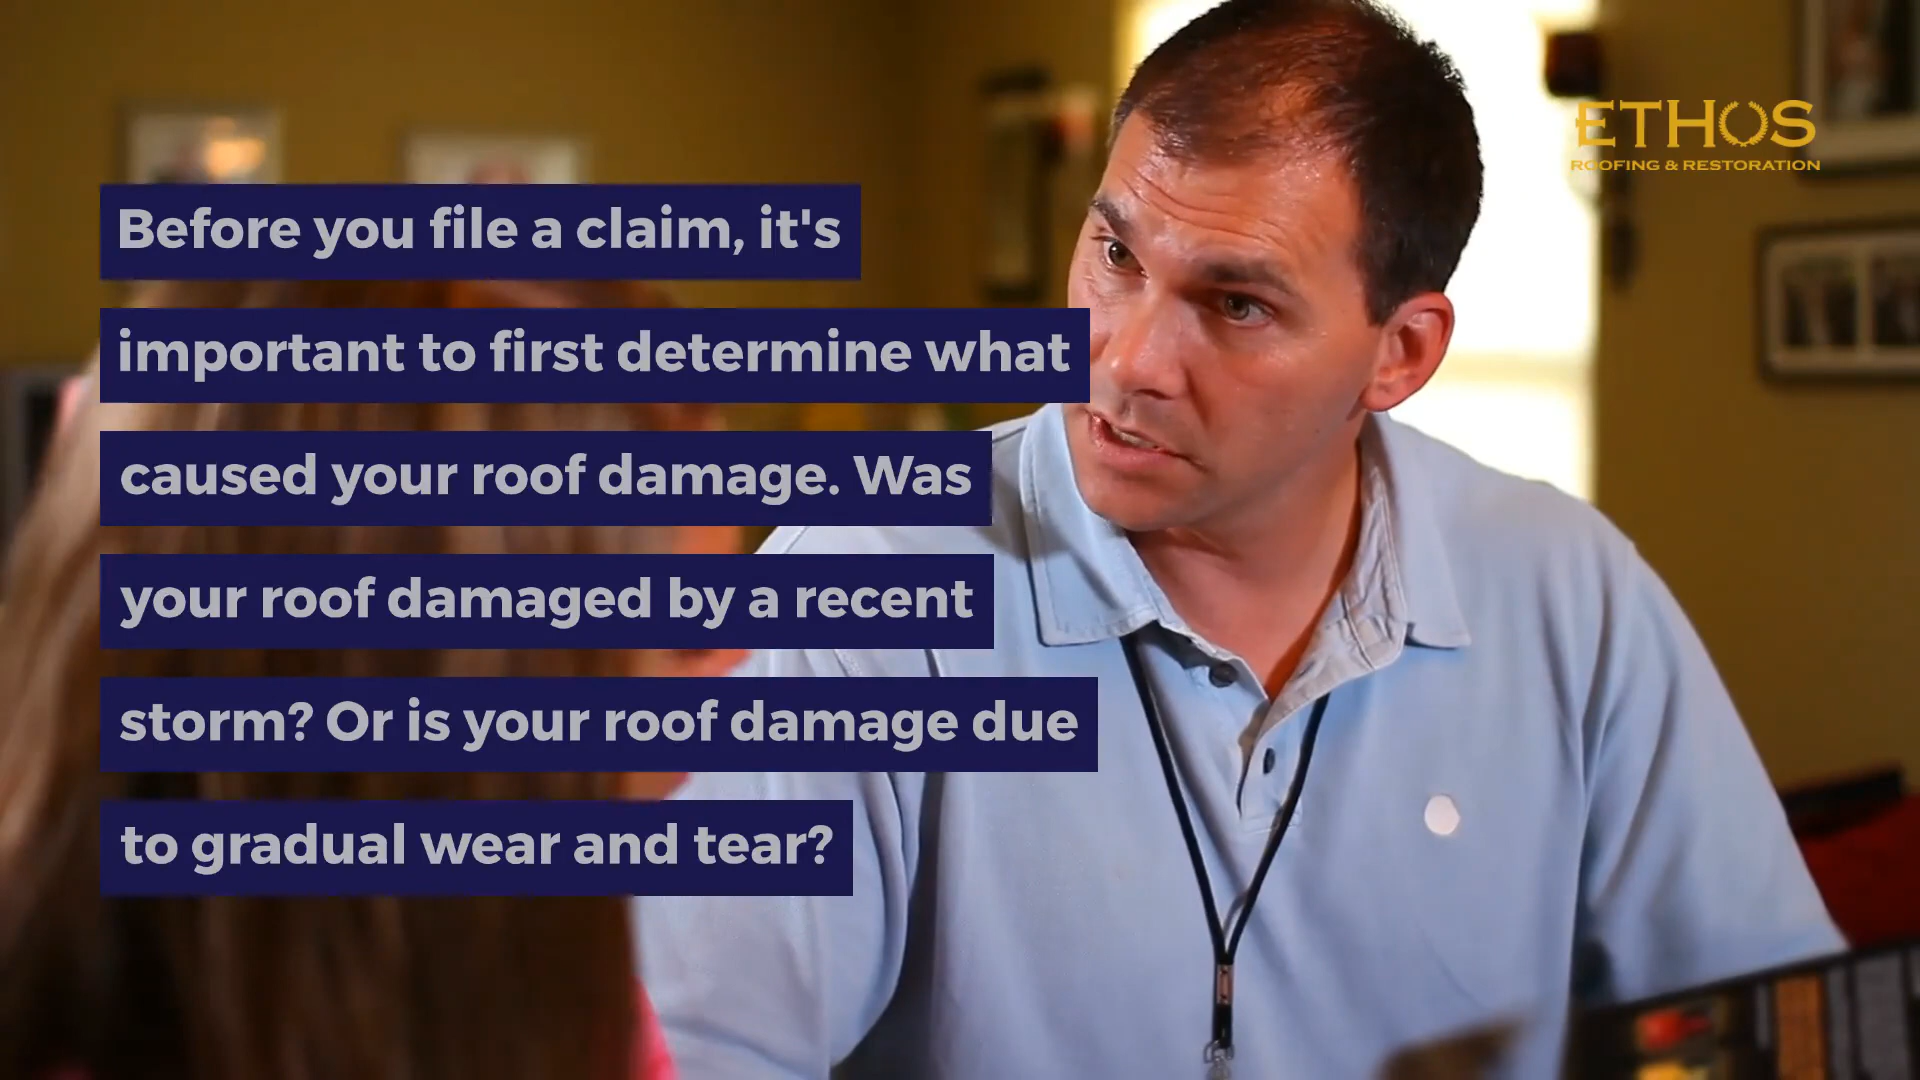 ETHOS
ROOFING & RESTORATION
Before you file a claim, it's
important to first determine what
caused your roof damage. Was
your roof damaged by a recent
storm? Or is your roof damage due
to gradual wear and tear?